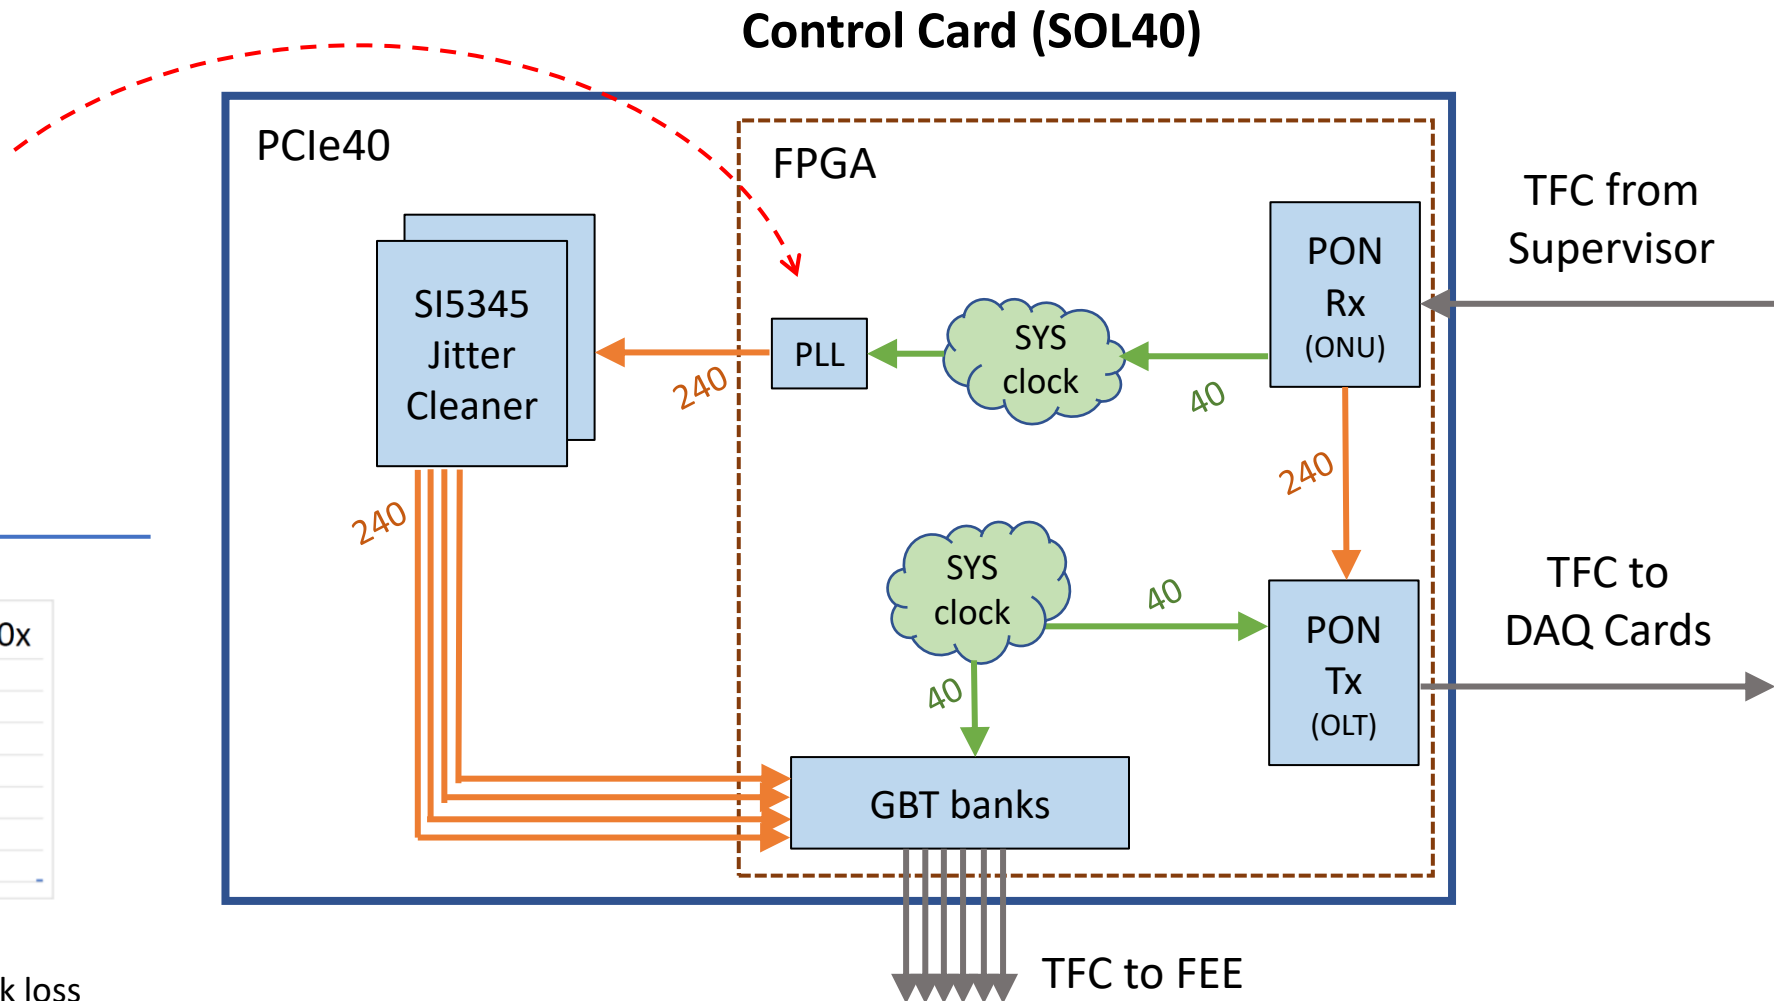 Control Card (SOL40)
PCIe40
FPGA
TFC from
Supervisor
PON
Rx
(ONU)
SI5345
Jitter
Cleaner
PLL
SYS
clock
240
40
240
240
SYS
clock
40
40
PON
Tx
(OLT)
TFC to
DAQ Cards
GBT banks
TFC to FEE
0x
k loss